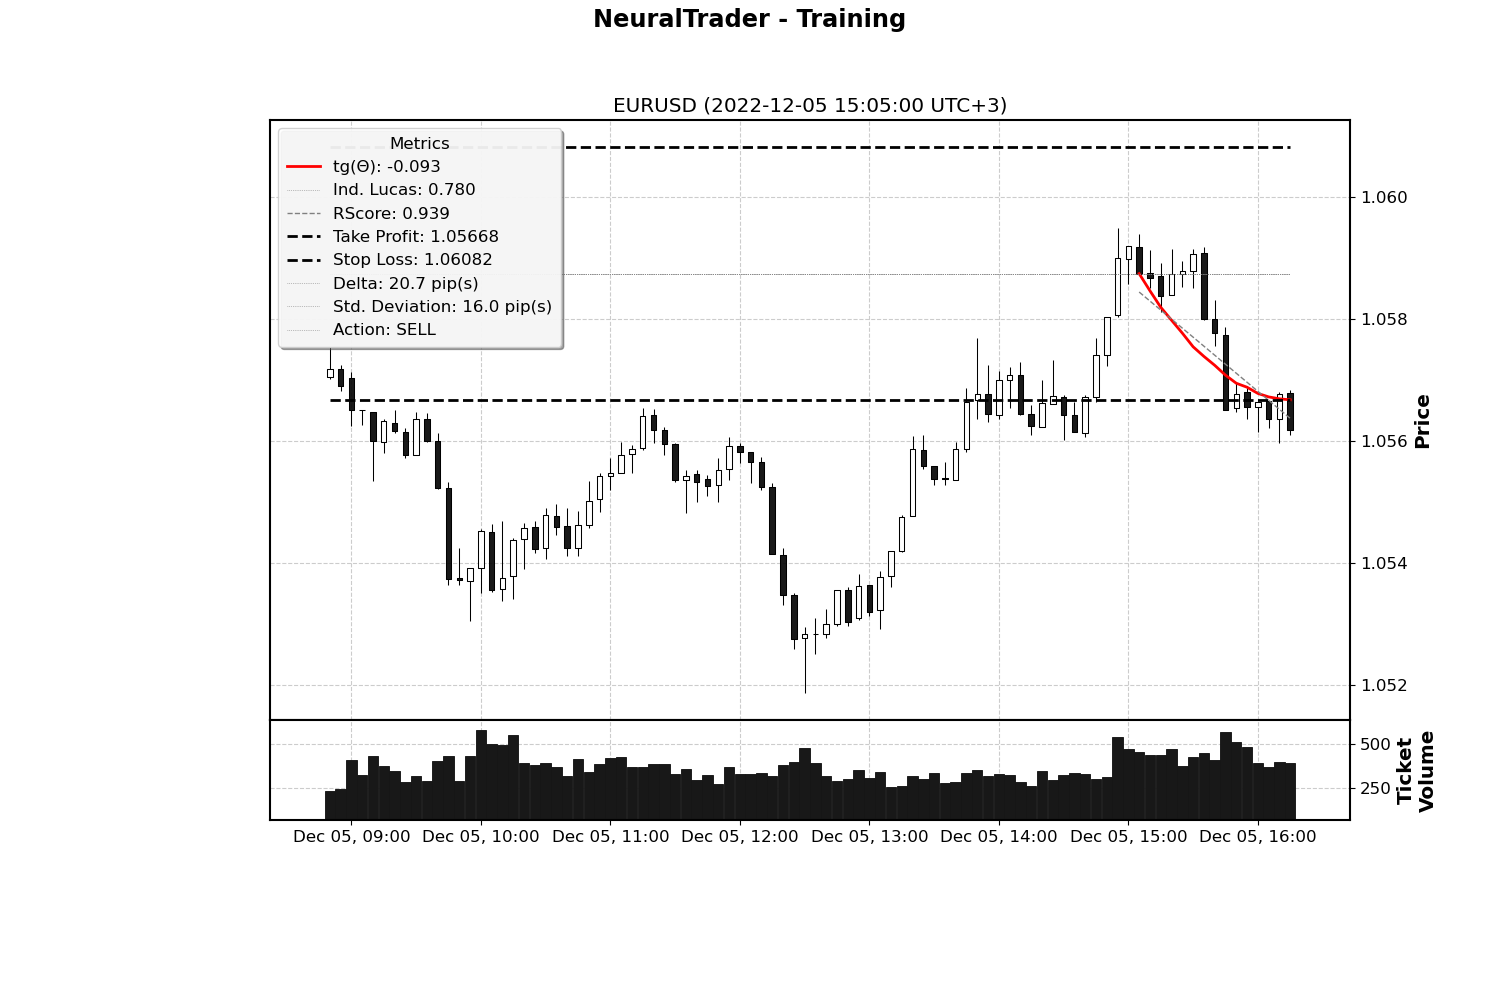 NeuralTrader - Training
EURUSD (2022-12-05 15:05:00 UTC+3)
Metrics
tg(Θ): -0.093
Ind. Lucas: 0.780
RScore: 0.939
Take Profit: 1.05668
Stop Loss: 1.06082
Delta: 20.7 pip(s)
Std. Deviation: 16.0 pip(s)
Action: SELL
1.060
1.058
1.056
1.054
1.052
Price
500
250
Ticket
Volume
Dec 05, 09:00 Dec 05, 10:00 Dec 05, 11:00 Dec 05, 12:00 Dec 05, 13:00 Dec 05, 14:00 Dec 05, 15:00 Dec 05, 16:00